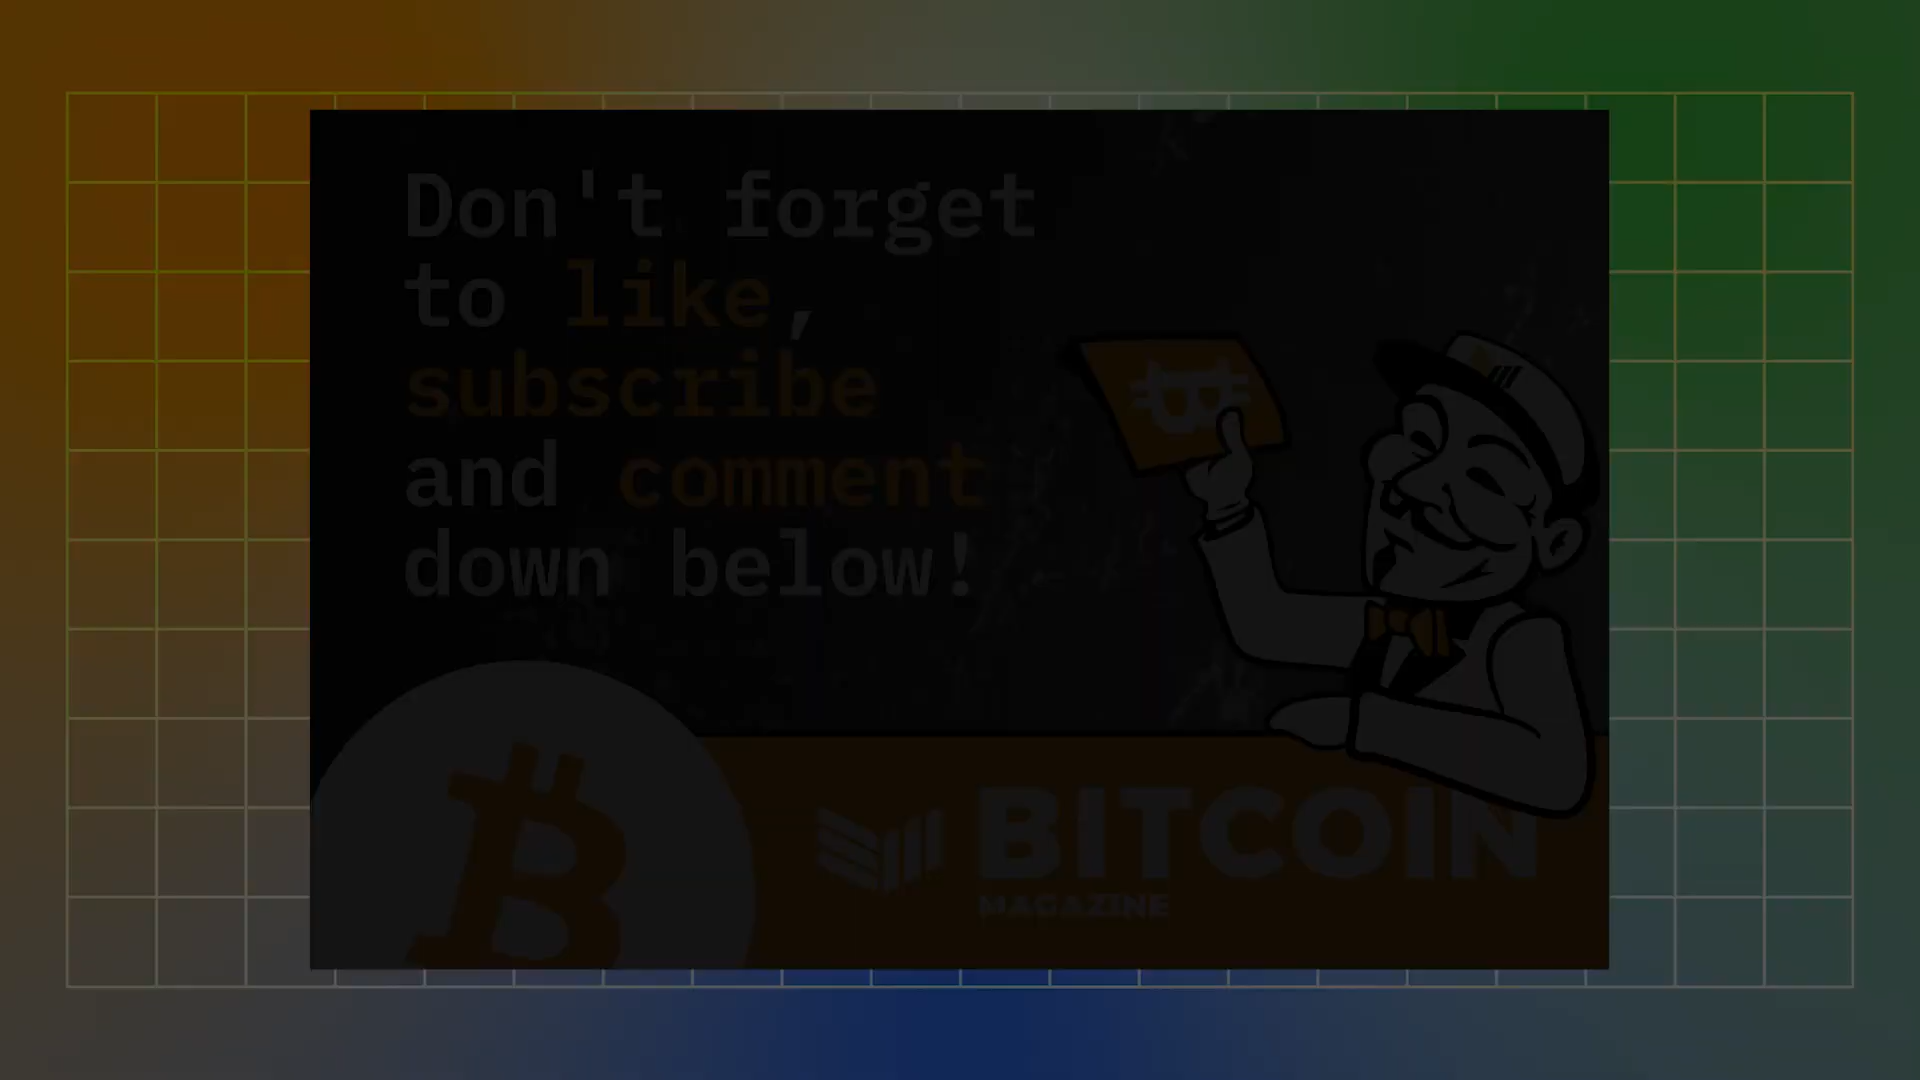 Don't forget
to like,
subscribe
and comment
down below!
BITCOIN
MAGAZINE